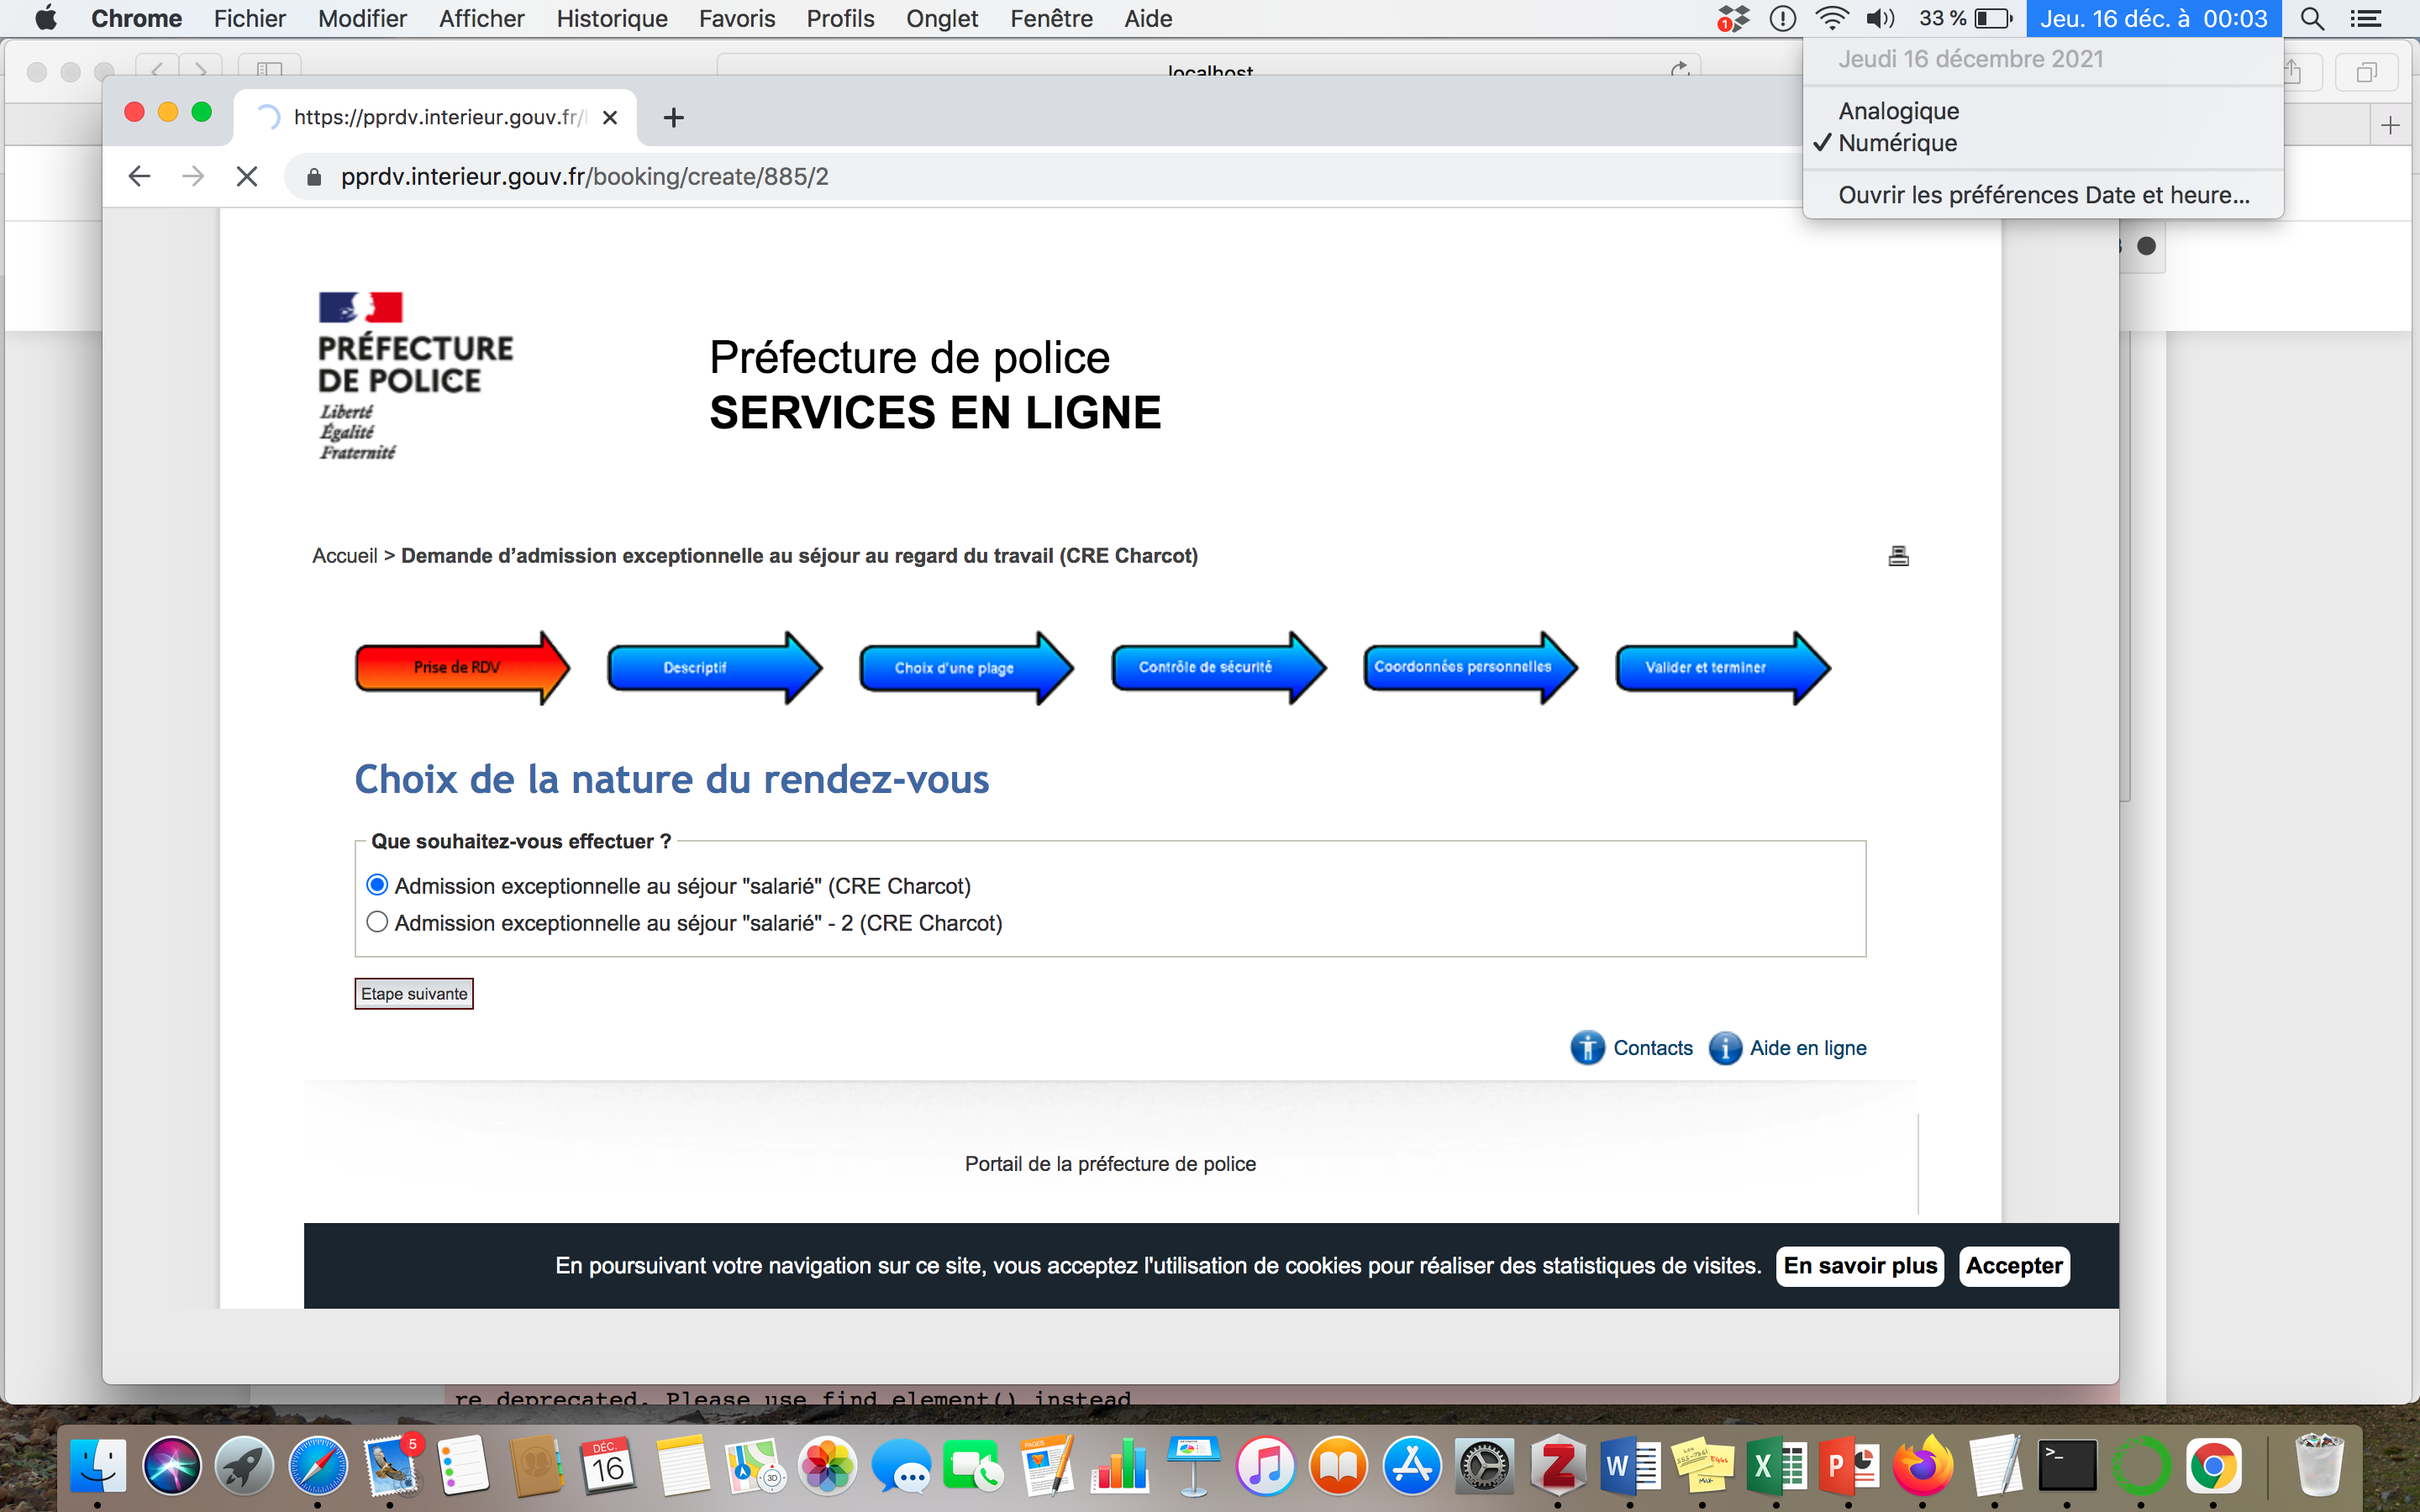 Chrome Fichier Modifier Afficher Historique Favoris Profils Onglet Fenêtre Aide 1 33 % Jeu. 16 déc. à 00:03
Jeudi 16 décembre 2021
Analogique
✓ Numérique
Ouvrir les préférences Date et heure...
localhost
https://pprdv.interieur.gouv.fr/
pprdv.interieur.gouv.fr/booking/create/885/2
PRÉFECTURE
DE POLICE
Liberté
Égalité
Fraternité
Préfecture de police
SERVICES EN LIGNE
Accueil > Demande d’admission exceptionnelle au séjour au regard du travail (CRE Charcot)
Prise de RDV Descriptif Choix d'une plage Contrôle de sécurité Coordonnées personnelles Valider et terminer
Choix de la nature du rendez-vous
Que souhaitez-vous effectuer ?
Admission exceptionnelle au séjour "salarié" (CRE Charcot)
Admission exceptionnelle au séjour "salarié" - 2 (CRE Charcot)
Etape suivante
Contacts Aide en ligne
Portail de la préfecture de police
En poursuivant votre navigation sur ce site, vous acceptez l'utilisation de cookies pour réaliser des statistiques de visites. En savoir plus Accepter
re deprecated. Please use find_element() instead
5
DÉC.
16
3D
PAGES
W
X
P
>_